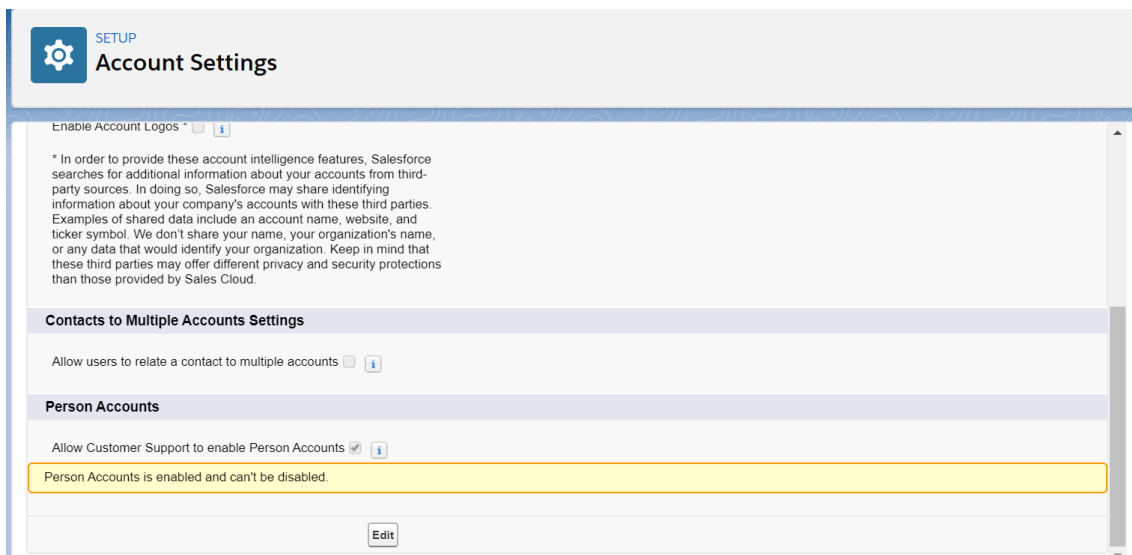 SETUP
Account Settings
Enable Account Logos *
* In order to provide these account intelligence features, Salesforce
searches for additional information about your accounts from third-
party sources. In doing so, Salesforce may share identifying
information about your company's accounts with these third parties.
Examples of shared data include an account name, website, and
ticker symbol. We don't share your name, your organization's name,
or any data that would identify your organization. Keep in mind that
these third parties may offer different privacy and security protections
than those provided by Sales Cloud.
Contacts to Multiple Accounts Settings
Allow users to relate a contact to multiple accounts
Person Accounts
Allow Customer Support to enable Person Accounts
Person Accounts is enabled and can't be disabled.
Edit